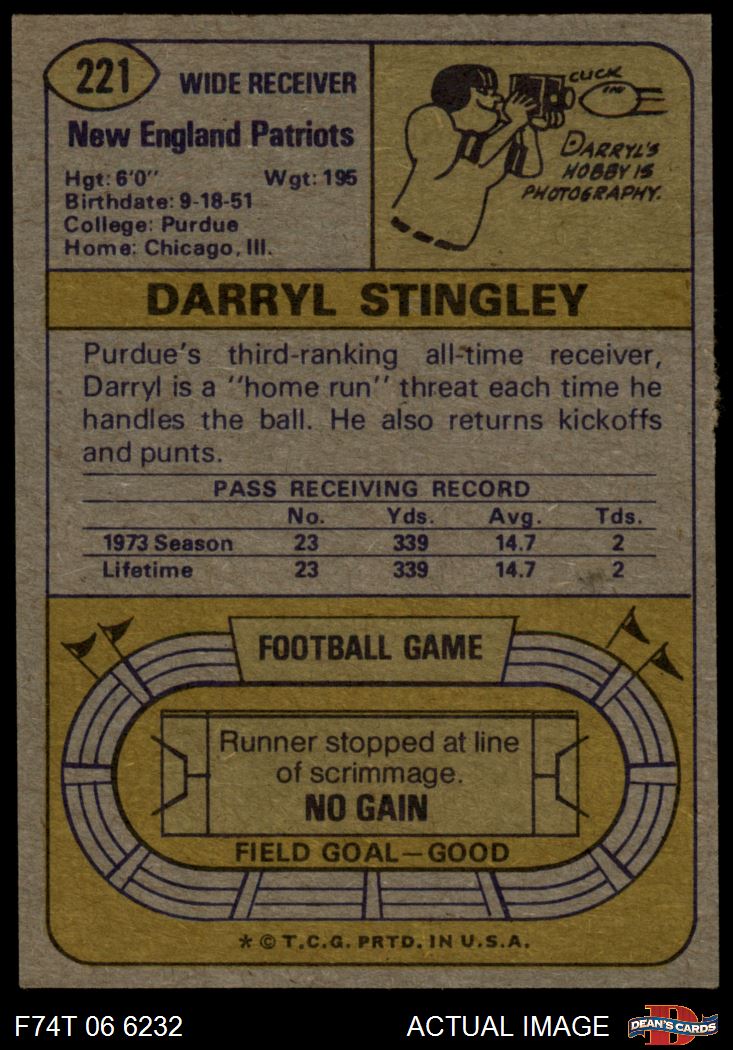 221
WIDE RECEIVER
New England Patriots
Hgt: 6'0" Wgt: 195
Birthdate: 9-18-51
College: Purdue
Home: Chicago, Ill.
CLICK
DARRYL'S
HOBBY IS
PHOTOGRAPHY.
DARRYL STINGLEY
Purdue's third-ranking all-time receiver,
Darryl is a "home run" threat each time he
handles the ball. He also returns kickoffs
and punts.
PASS RECEIVING RECORD
No. Yds. Avg. Tds.
1973 Season 23 339 14.7 2
Lifetime 23 339 14.7 2
FOOTBALL GAME
Runner stopped at line
of scrimmage.
NO GAIN
FIELD GOAL—GOOD
* © T.C.G. PRTD. IN U.S.A.
F74T 06 6232 ACTUAL IMAGE
DEAN'S CARDS